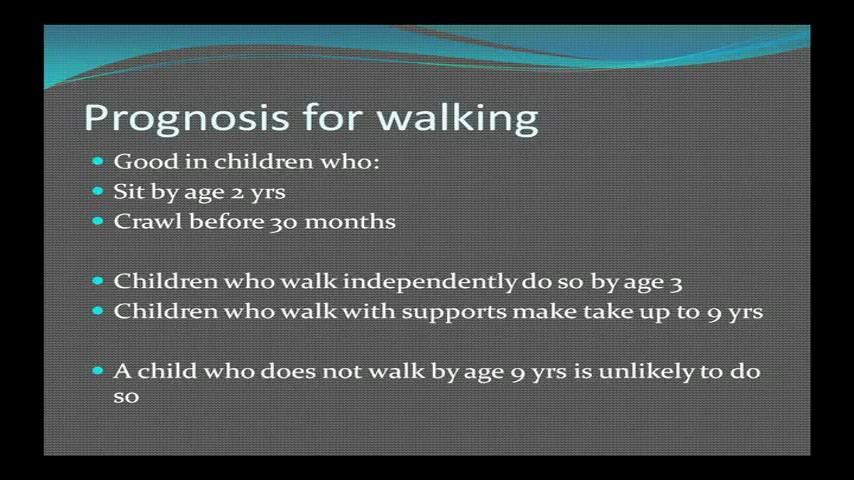 Prognosis for walking
Good in children who:
Sit by age 2 yrs
Crawl before 30 months
Children who walk independently do so by age 3
Children who walk with supports make take up to 9 yrs
A child who does not walk by age 9 yrs is unlikely to do
so